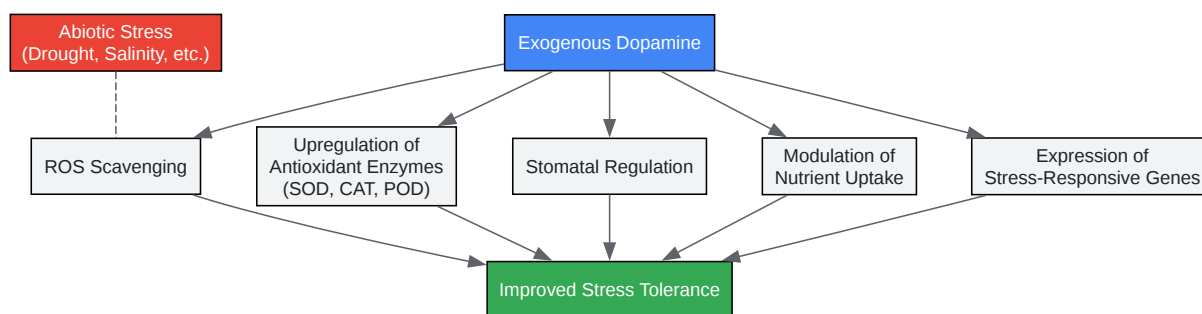 Abiotic Stress
(Drought, Salinity, etc.)
Exogenous Dopamine
ROS Scavenging
Upregulation of
Antioxidant Enzymes
(SOD, CAT, POD)
Stomatal Regulation
Modulation of
Nutrient Uptake
Expression of
Stress-Responsive Genes
Improved Stress Tolerance